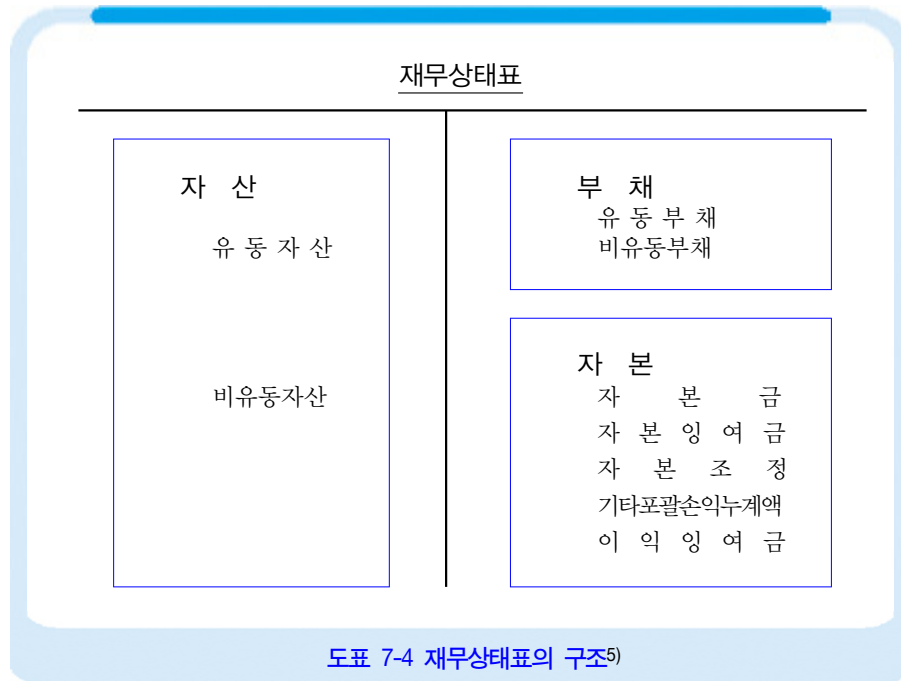 재무상태표
자 산
유 동 자 산
비유동자산
부 채
유 동 부 채
비유동부채
자 본
자 본 금
자 본 잉 여 금
자 본 조 정
기타포괄손익누계액
이 익 잉 여 금
도표 7-4 재무상태표의 구조5)